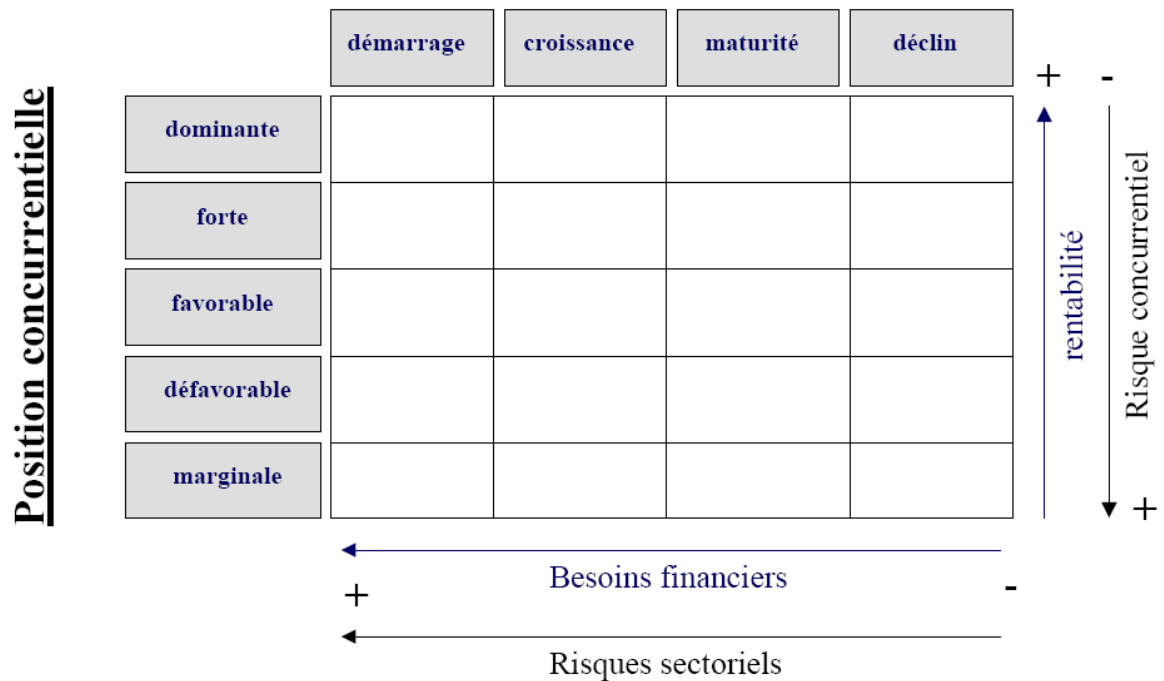 démarrage croissance maturité déclin
+ -
Position concurrentielle
dominante
forte
favorable
défavorable
marginale
rentabilité
Risque concurrentiel
+
Besoins financiers
+ -
Risques sectoriels